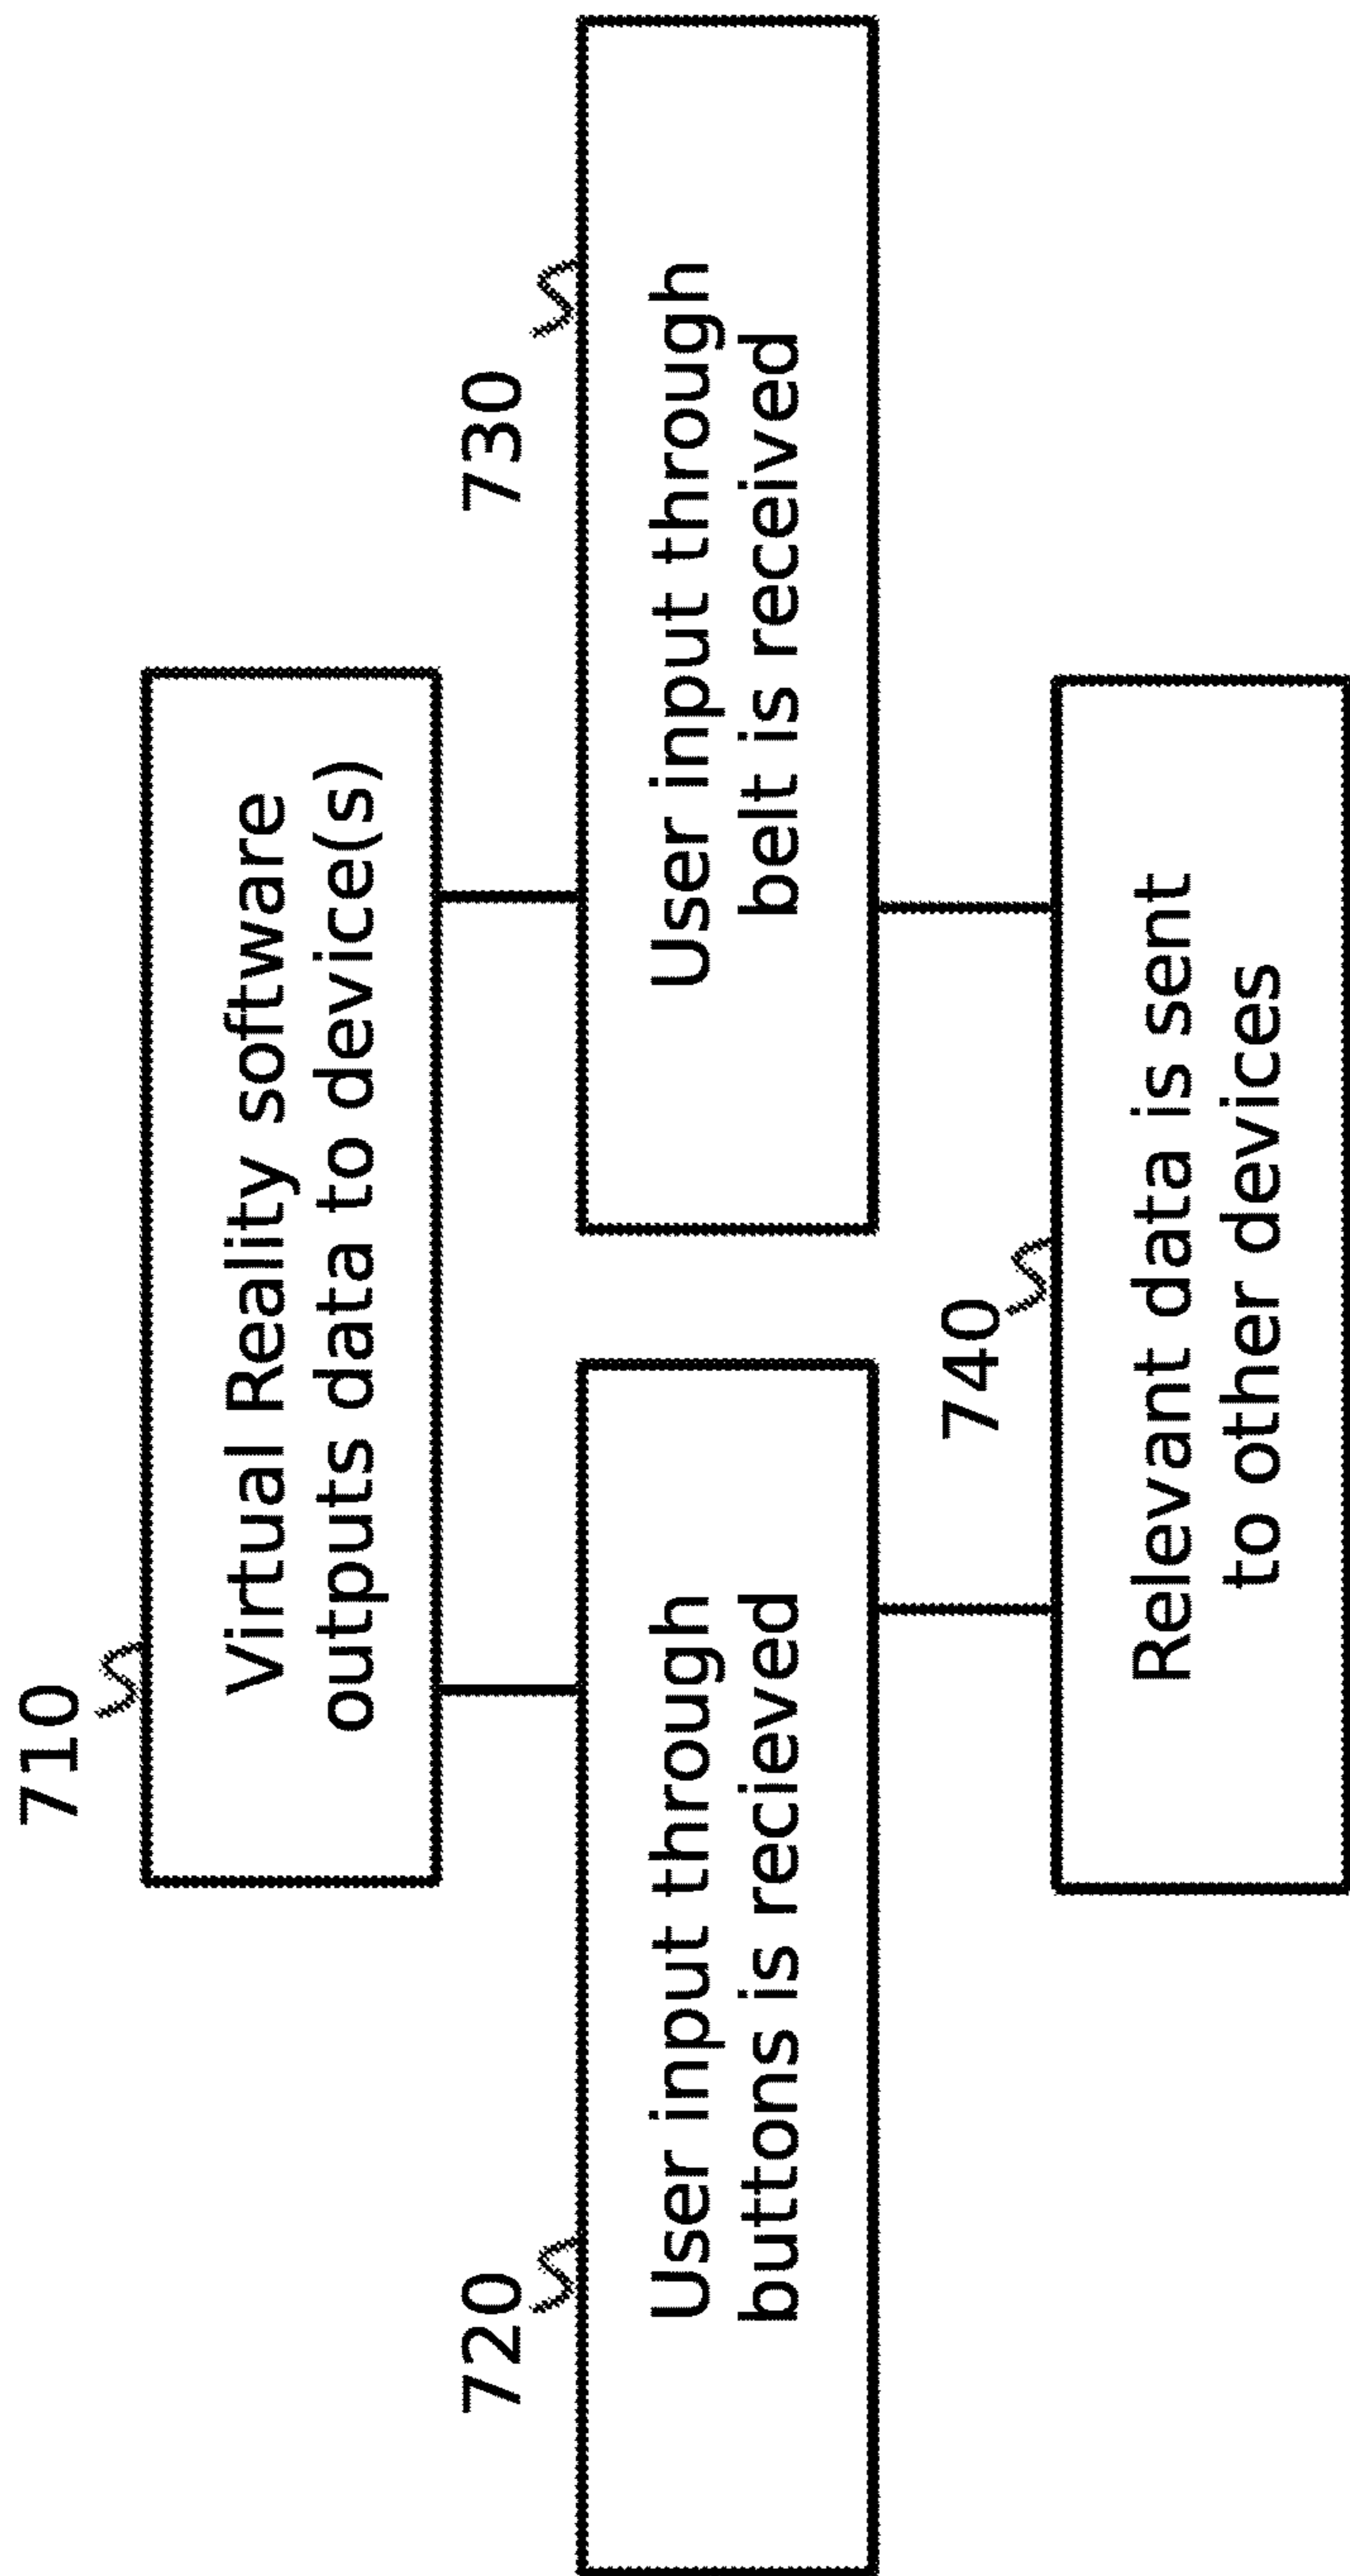 710
Virtual Reality software
outputs data to device(s)
720
User input through
buttons is recieved
730
User input through
belt is received
740
Relevant data is sent
to other devices